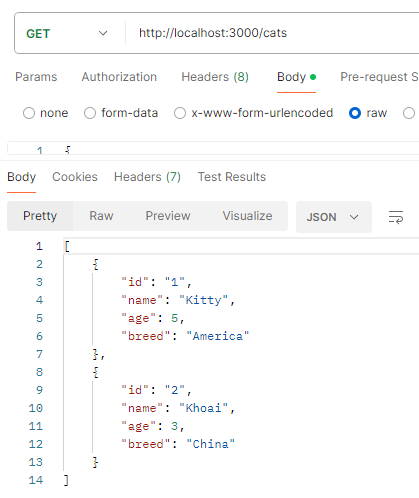 GET http://localhost:3000/cats
Params Authorization Headers (8) Body Pre-request S
none form-data x-www-form-urlencoded raw
1 {
Body Cookies Headers (7) Test Results
Pretty Raw Preview Visualize JSON
1 [
2 {
3 "id": "1",
4 "name": "Kitty",
5 "age": 5,
6 "breed": "America"
7 },
8 {
9 "id": "2",
10 "name": "Khoai",
11 "age": 3,
12 "breed": "China"
13 }
14 ]